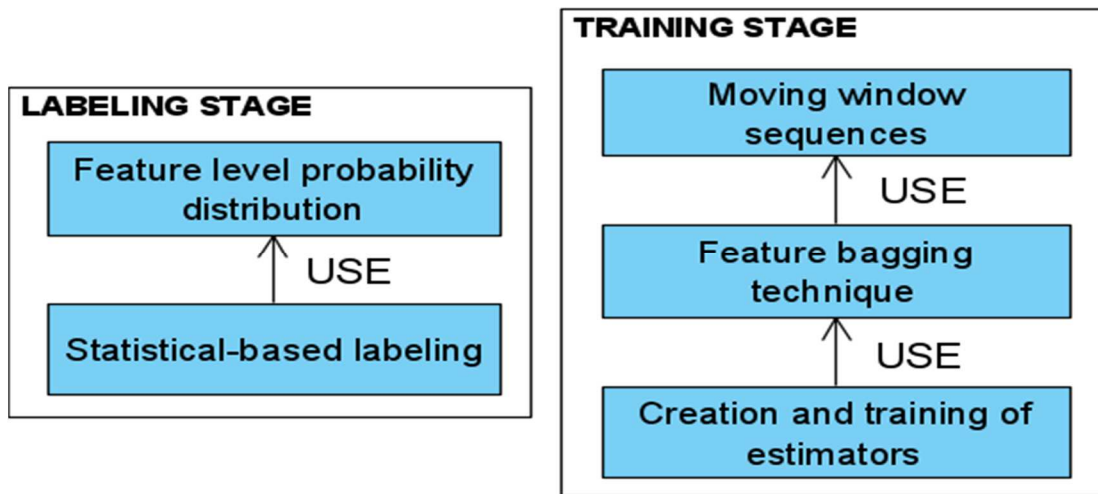 LABELING STAGE
Feature level probability
distribution
USE
Statistical-based labeling
TRAINING STAGE
Moving window
sequences
USE
Feature bagging
technique
USE
Creation and training of
estimators